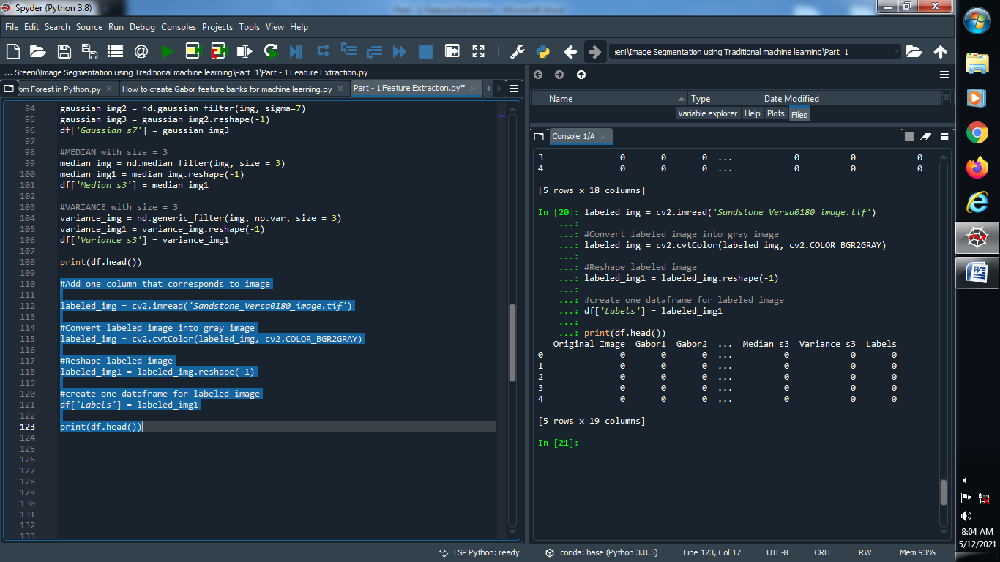 Spyder (Python 3.8)
File Edit Search Source Run Debug Consoles Projects Tools View Help
:eeni\Image Segmentation using Traditional machine learning\Part 1
... Sreeni\Image Segmentation using Traditional machine learning\Part 1\Part - 1 Feature Extraction.py
om Forest in Python.py
How to create Gabor feature banks for machine learning.py
Part - 1 Feature Extraction.py*
94 gaussian_img2 = nd.gaussian_filter(img, sigma=7)
95 gaussian_img3 = gaussian_img2.reshape(-1)
96 df['Gaussian s7'] = gaussian_img3
97
98 #MEDIAN with size = 3
99 median_img = nd.median_filter(img, size = 3)
100 median_img1 = median_img.reshape(-1)
101 df['Median s3'] = median_img1
102
103 #VARIANCE with size = 3
104 variance_img = nd.generic_filter(img, np.var, size = 3)
105 variance_img1 = variance_img.reshape(-1)
106 df['Variance s3'] = variance_img1
107
108 print(df.head())
109
110 #Add one column that corresponds to image
111
112 labeled_img = cv2.imread('Sandstone_Versa0180_image.tif')
113
114 #Convert labeled image into gray image
115 labeled_img = cv2.cvtColor(labeled_img, cv2.COLOR_BGR2GRAY)
116
117 #Reshape labeled image
118 labeled_img1 = labeled_img.reshape(-1)
119
120 #create one dataframe for labeled image
121 df['Labels'] = labeled_img1
122
123 print(df.head())
124
125
126
127
128
129
130
131
132
133
Name Type Date Modified
Variable explorer Help Plots Files
Console 1/A
3 0 0 0 ... 0 0 0
4 0 0 0 ... 0 0 0
[5 rows x 18 columns]
In [20]: labeled_img = cv2.imread('Sandstone_Versa0180_image.tif')
...:
...: #Convert labeled image into gray image
...: labeled_img = cv2.cvtColor(labeled_img, cv2.COLOR_BGR2GRAY)
...:
...: #Reshape labeled image
...: labeled_img1 = labeled_img.reshape(-1)
...:
...: #create one dataframe for labeled image
...: df['Labels'] = labeled_img1
...:
...: print(df.head())
Original Image Gabor1 Gabor2 ... Median s3 Variance s3 Labels
0 0 0 0 ... 0 0 0
1 0 0 0 ... 0 0 0
2 0 0 0 ... 0 0 0
3 0 0 0 ... 0 0 0
4 0 0 0 ... 0 0 0
[5 rows x 19 columns]
In [21]:
LSP Python: ready
conda: base (Python 3.8.5)
Line 123, Col 17
UTF-8
CRLF
RW
Mem 93%
8:04 AM
5/12/2021